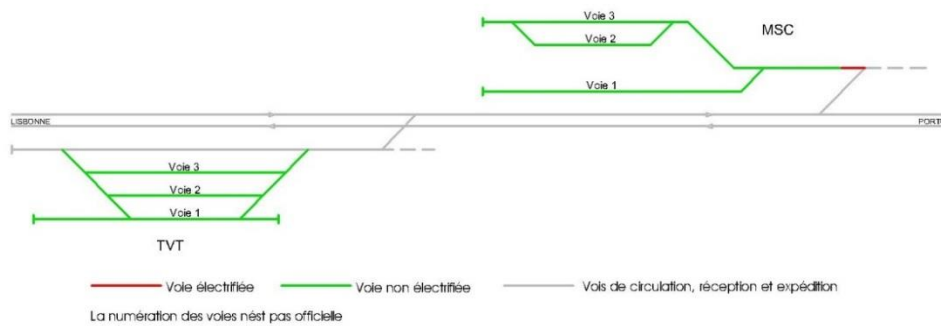 Voie 3
MSC
Voie 2
Voie 1
LISBONNE
PORTO
Voie 3
Voie 2
Voie 1
TVT
Voie électrifiée
Voie non électrifiée
Vois de circulation, réception et expédition
La numération des voies nést pas officielle